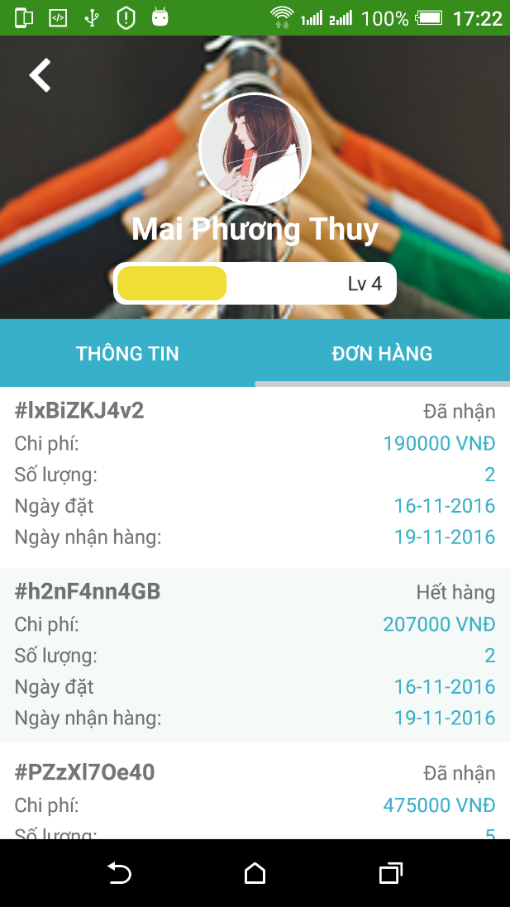 100% 17:22
Mai Phương Thuy
Lv 4
THÔNG TIN ĐƠN HÀNG
#lxBiZKJ4v2 Đã nhận
Chi phí: 190000 VNĐ
Số lượng: 2
Ngày đặt 16-11-2016
Ngày nhận hàng: 19-11-2016
#h2nF4nn4GB Hết hàng
Chi phí: 207000 VNĐ
Số lượng: 2
Ngày đặt 16-11-2016
Ngày nhận hàng: 19-11-2016
#PZzXl7Oe40 Đã nhận
Chi phí: 475000 VNĐ
Số lượng: 5